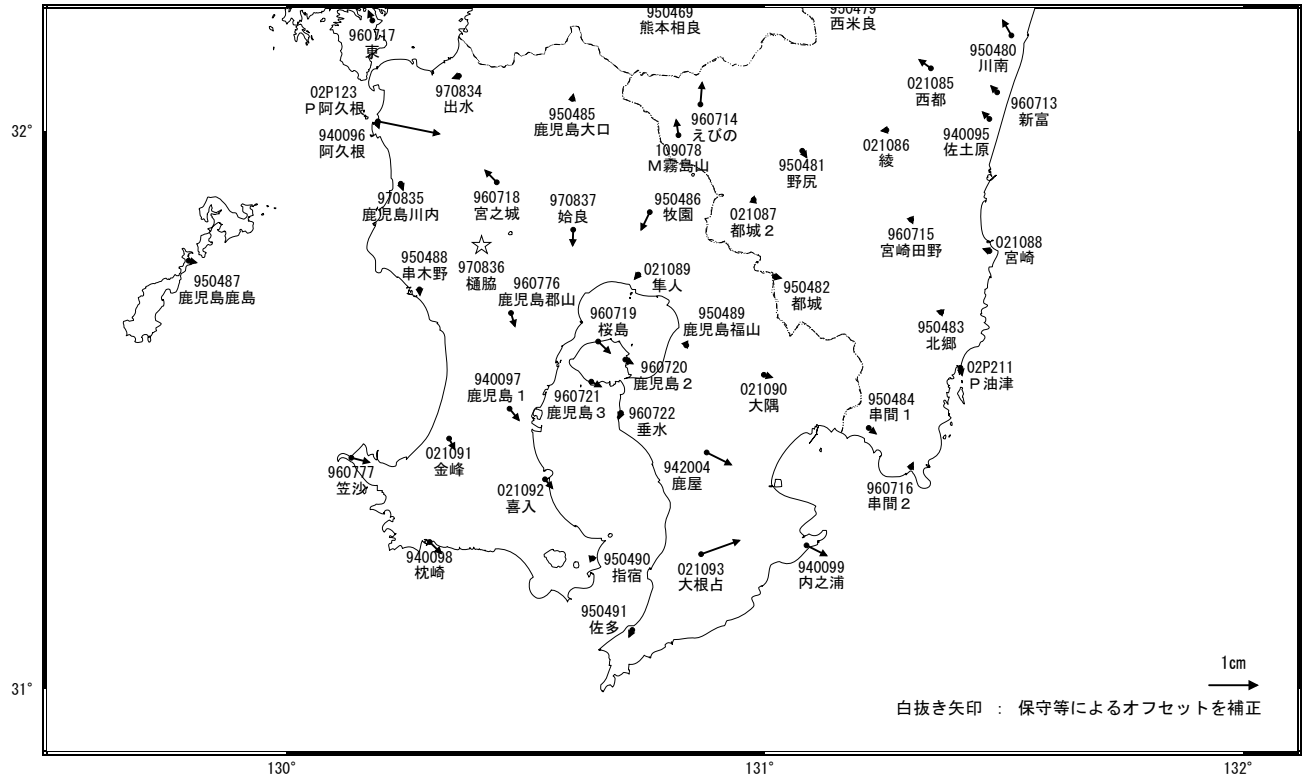 950469
熊本相良
950479
西米良
960717
東
950480
川南
02P123
P阿久根
970834
出水
021085
西都
960713
新富
950485
鹿児島大口
960714
えびの
940096
阿久根
940095
佐土原
021086
綾
109078
M霧島山
950481
野尻
970835
鹿児島川内
960718
宮之城
970837
姶良
950486
牧園
021087
都城2
960715
宮崎田野
021088
宮崎
950488
串木野
970836
樋脇
950487
鹿児島鹿島
960776
鹿児島郡山
021089
隼人
950482
都城
960719
桜島
950489
鹿児島福山
950483
北郷
960720
鹿児島2
02P211
P油津
940097
鹿児島1
960721
鹿児島3
960722
垂水
021090
大隅
950484
串間1
021091
金峰
960777
笠沙
942004
鹿屋
021092
喜入
960716
串間2
940098
枕崎
950490
指宿
021093
大根占
940099
内之浦
950491
佐多
32°
31°
1cm
白抜き矢印 : 保守等によるオフセットを補正
130°
131°
132°